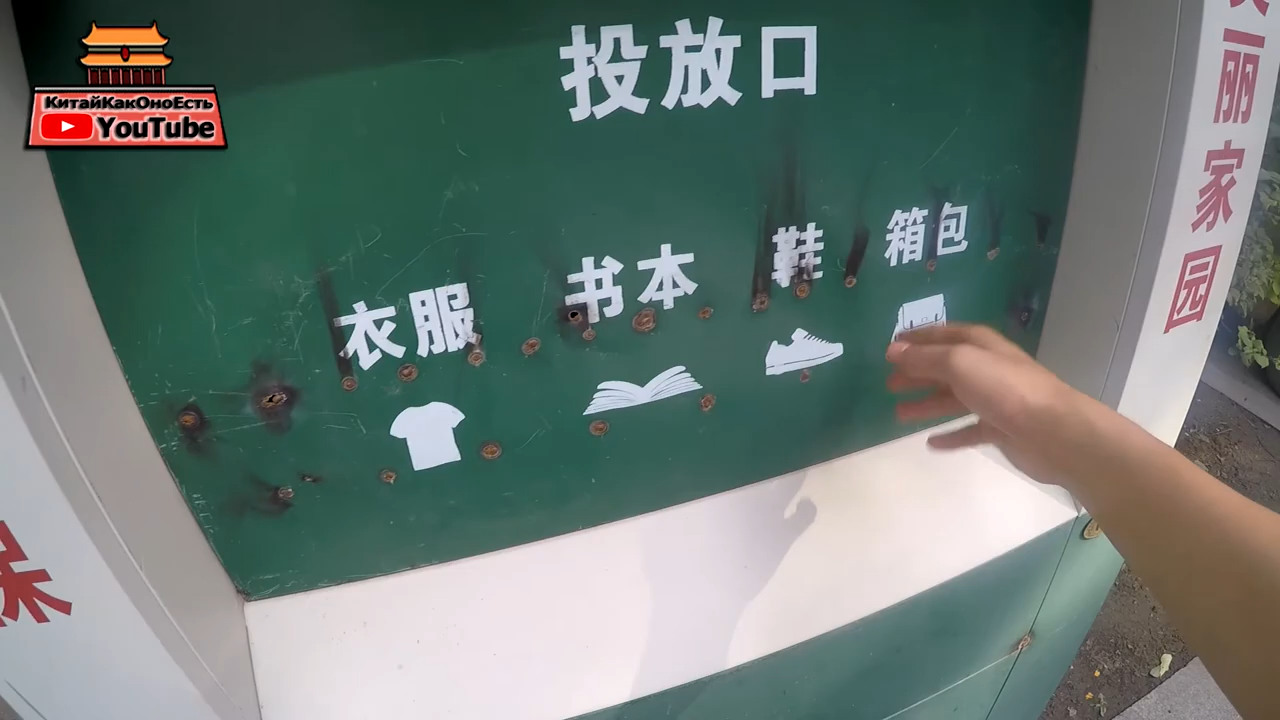 КитайКакОноЕсть
YouTube
投放口
衣服
书本
鞋
箱包
丽家园